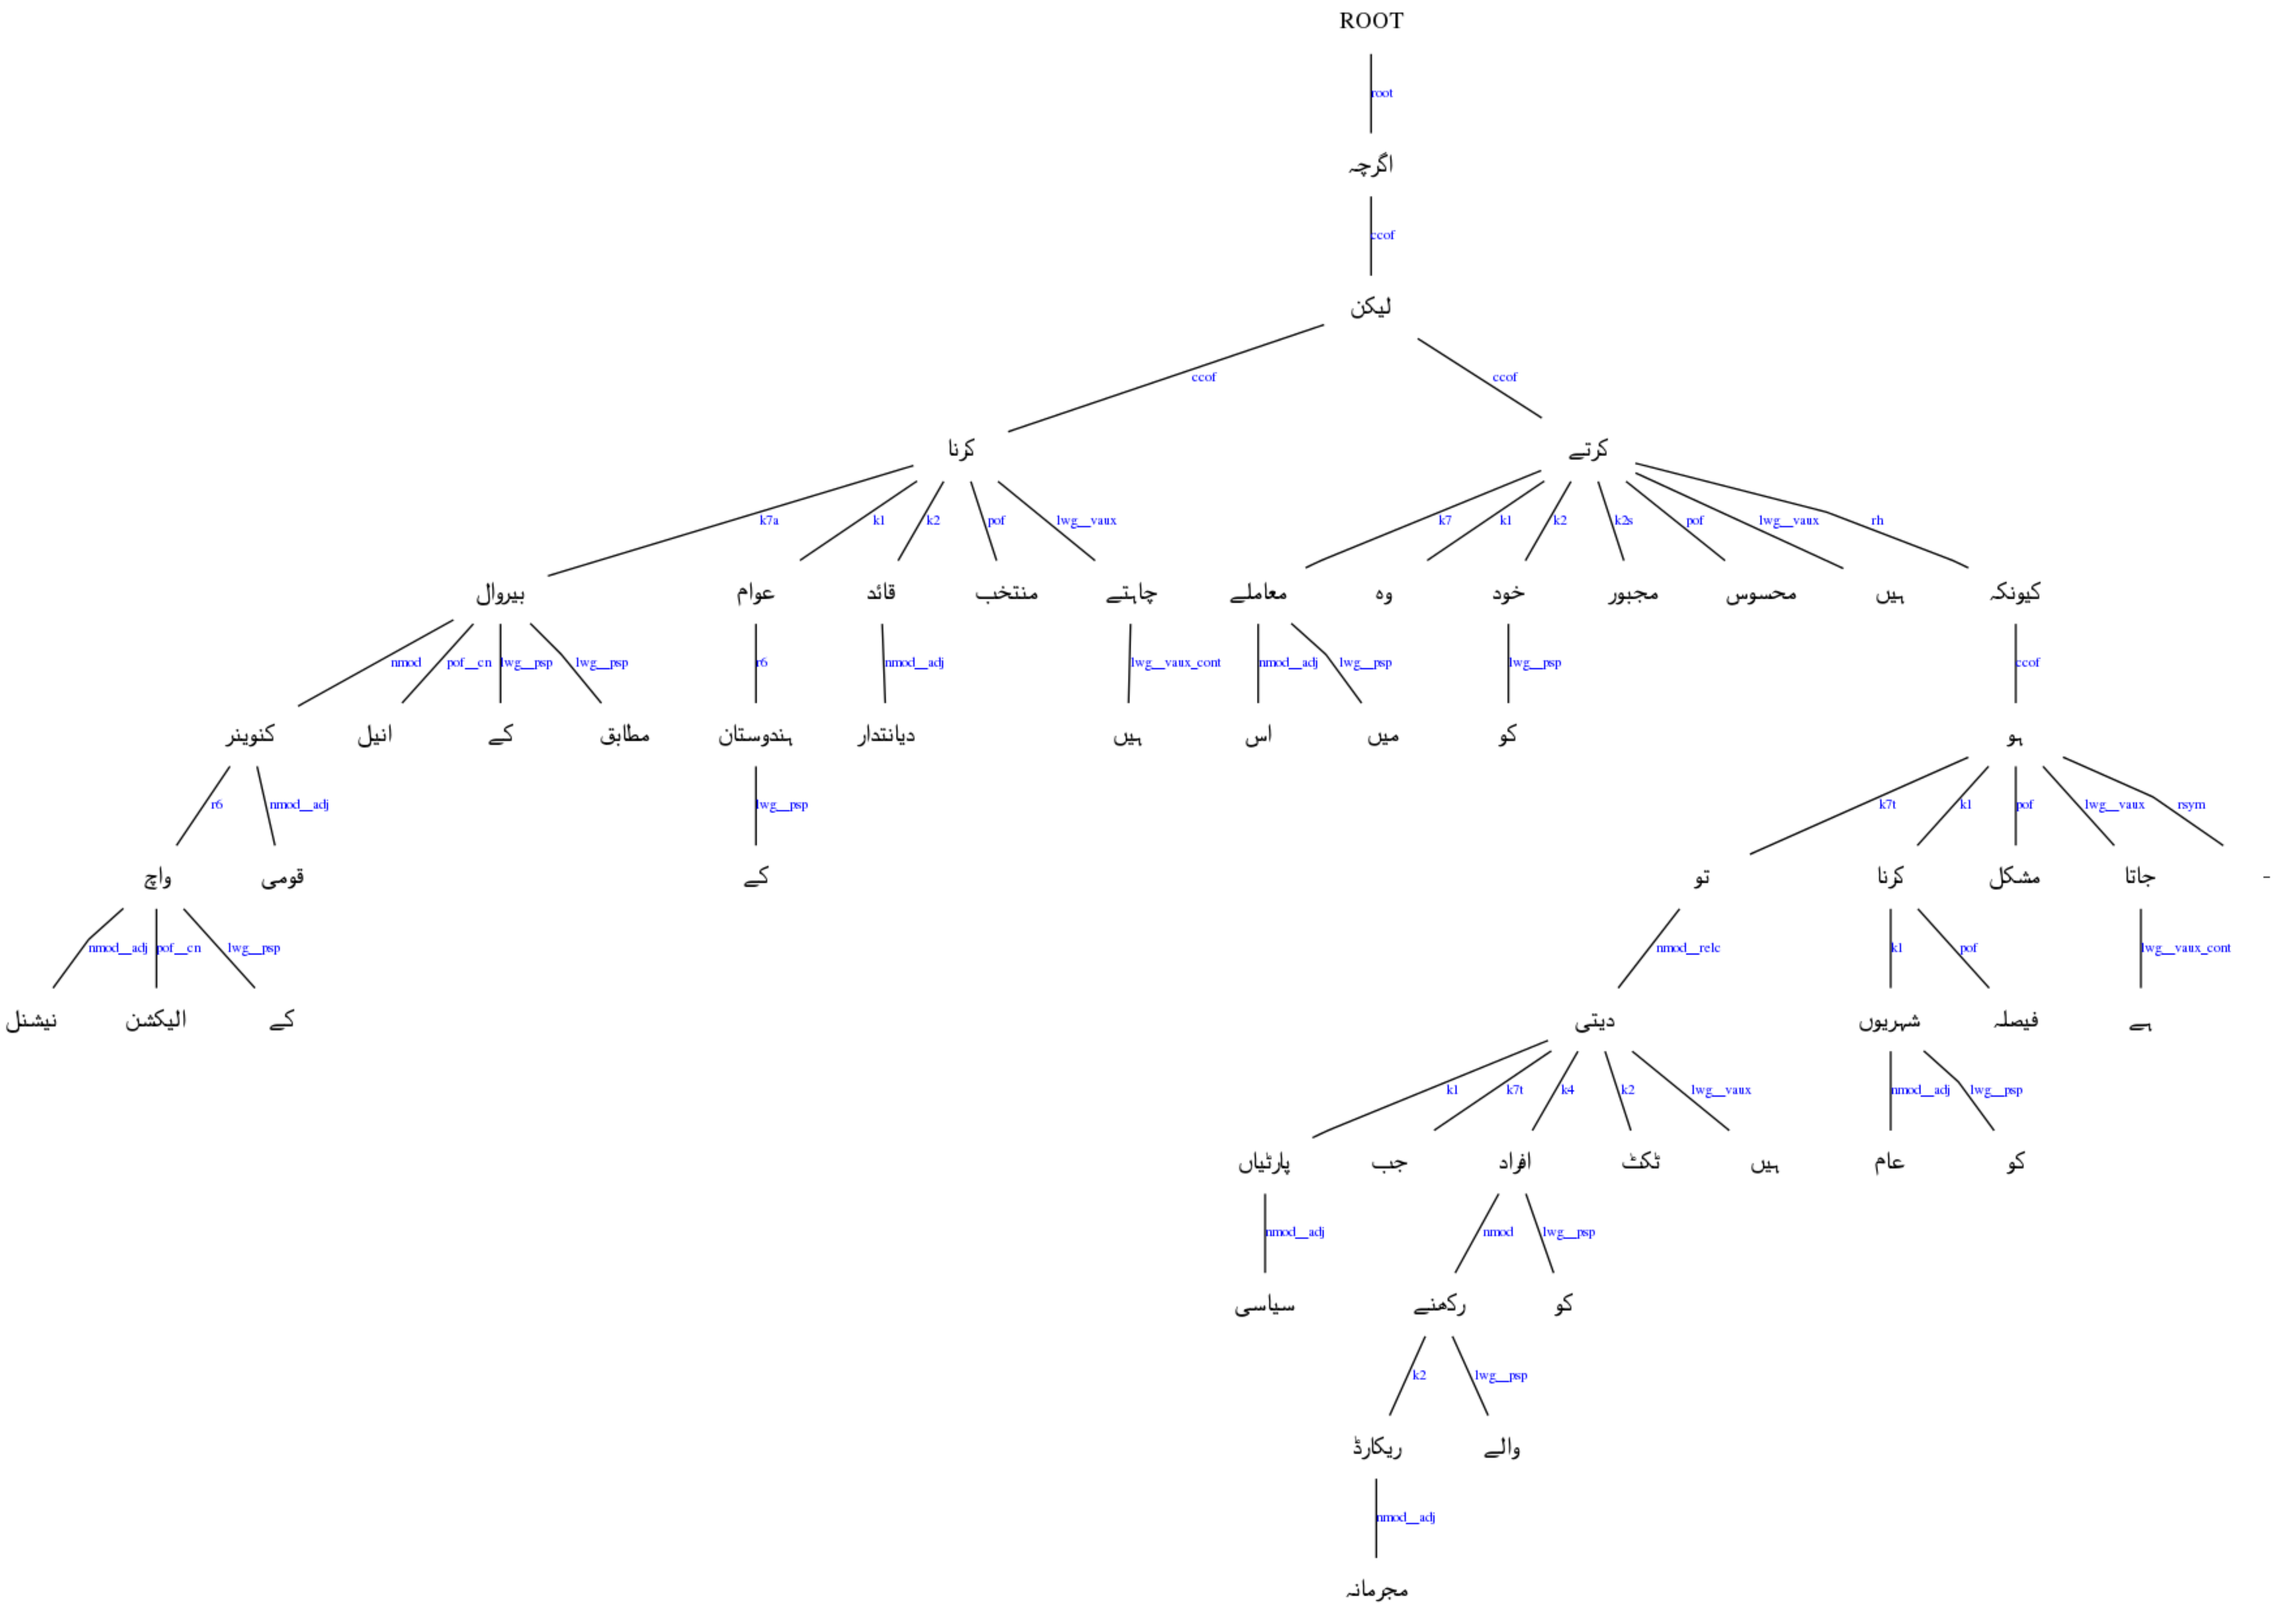 ROOT
root
اگرچہ
ccof
لیکن
ccof ccof
کرنا کرتے
k7a k1 k2 pof lwg__vaux k7 k1 k2 k2s pof lwg__vaux rh
بیروال عوام قائد منتخب چاہتے معاملے وہ خود مجبور محسوس ہیں کیونکہ
nmod pof__cn lwg__psp lwg__psp r6 nmod__adj lwg__vaux_cont nmod__adj lwg__psp lwg__psp ccof
کنوینر انیل کے مطابق ہندوستان دیانتدار ہیں اس میں کو ہو
r6 nmod__adj lwg__psp k7t k1 pof lwg__vaux rsym
واچ قومی کے تو کرنا مشکل جاتا -
nmod__adj pof__cn lwg__psp nmod__relc k1 pof lwg__vaux_cont
نیشنل الیکشن کے دیتی شہریوں فیصلہ ہے
k1 k7t k4 k2 lwg__vaux nmod__adj lwg__psp
پارٹیاں جب افراد ٹکٹ ہیں عام کو
nmod__adj nmod lwg__psp
سیاسی رکھنے کو
k2 lwg__psp
ریکارڈ والے
nmod__adj
مجرمانہ